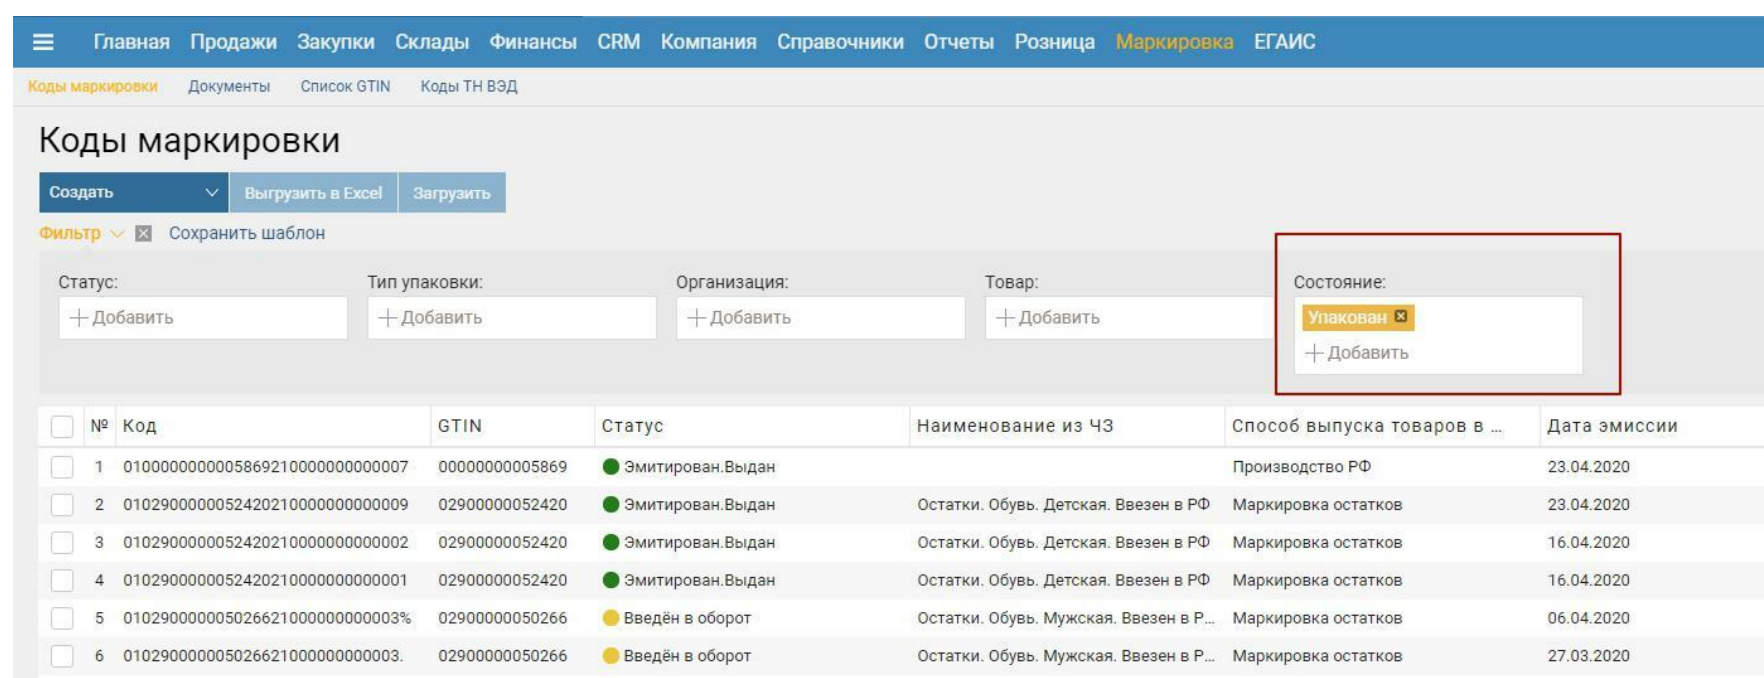 Главная Продажи Закупки Склады Финансы CRM Компания Справочники Отчеты Розница Маркировка ЕГАИС
Коды маркировки Документы Список GTIN Коды ТН ВЭД
Коды маркировки
Создать Выгрузить в Excel Загрузить
Фильтр Сохранить шаблон
Статус: Тип упаковки: Организация: Товар: Состояние:
Добавить Добавить Добавить Добавить Упакован
Добавить
№ Код GTIN Статус Наименование из ЧЗ Способ выпуска товаров в ... Дата эмиссии
1 0100000000005869210000000000007 00000000005869 Эмитирован.Выдан Производство РФ 23.04.2020
2 0102900000052420210000000000009 02900000052420 Эмитирован.Выдан Остатки. Обувь. Детская. Ввезен в РФ Маркировка остатков 23.04.2020
3 0102900000052420210000000000002 02900000052420 Эмитирован.Выдан Остатки. Обувь. Детская. Ввезен в РФ Маркировка остатков 16.04.2020
4 0102900000052420210000000000001 02900000052420 Эмитирован.Выдан Остатки. Обувь. Детская. Ввезен в РФ Маркировка остатков 16.04.2020
5 0102900000050266210000000000003% 02900000050266 Введён в оборот Остатки. Обувь. Мужская. Ввезен в Р... Маркировка остатков 06.04.2020
6 010290000005026621000000000003. 02900000050266 Введён в оборот Остатки. Обувь. Мужская. Ввезен в Р... Маркировка остатков 27.03.2020